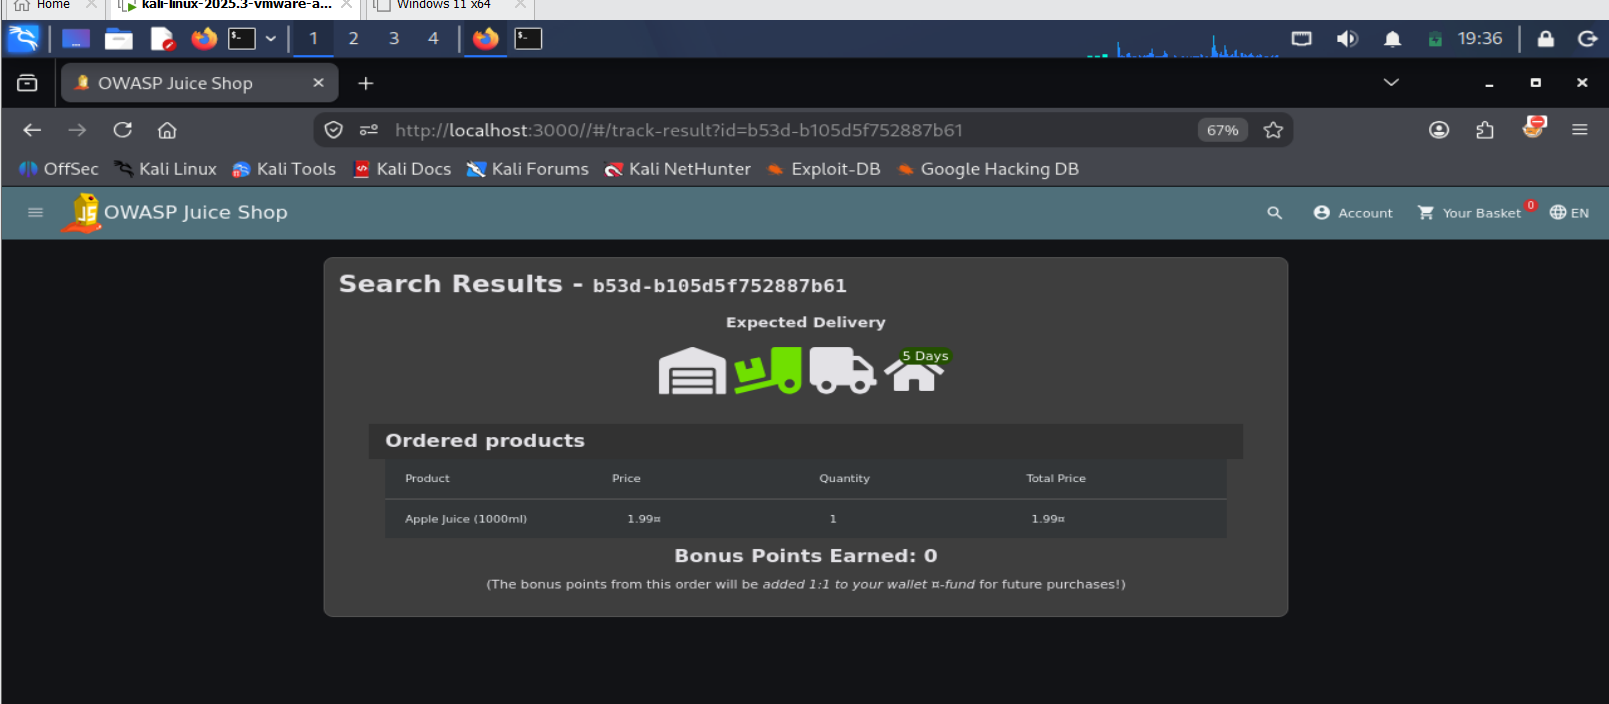 Home
kali-linux-2025.3-vmware-a...
Windows 11 x64
1 2 3 4
19:36
OWASP Juice Shop
http://localhost:3000//#/track-result?id=b53d-b105d5f752887b61
67%
OffSec Kali Linux Kali Tools Kali Docs Kali Forums Kali NetHunter Exploit-DB Google Hacking DB
OWASP Juice Shop
Account Your Basket 0 EN
Search Results - b53d-b105d5f752887b61
Expected Delivery
5 Days
Ordered products
Product Price Quantity Total Price
Apple Juice (1000ml) 1.99¤ 1 1.99¤
Bonus Points Earned: 0
(The bonus points from this order will be added 1:1 to your wallet ¤-fund for future purchases!)